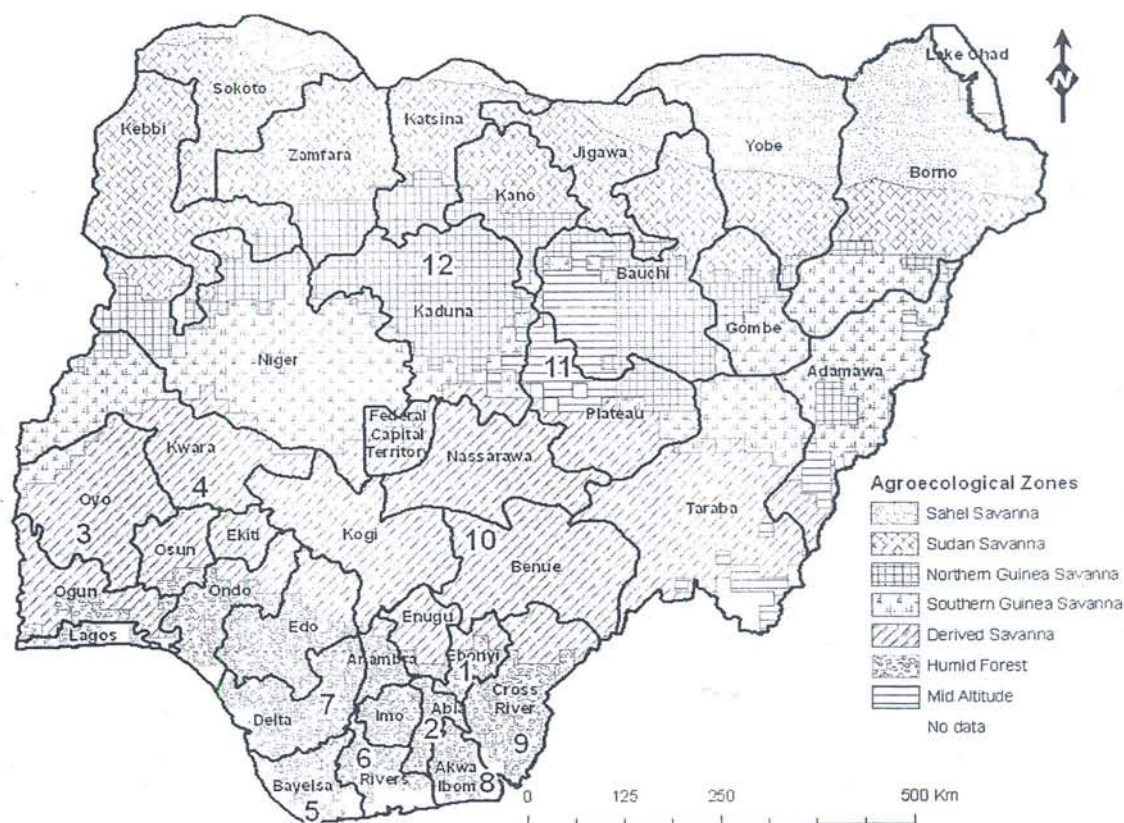 Lake Chad
N
Sokoto
Kebbi
Zamfara
Katsina
Kano
Jigawa
Yobe
Borno
12
Kaduna
Bauchi
Gombe
Niger
11
Plateau
Adamawa
Federal
Capital
Territory
Nassarawa
Kwara
4
Oyo
3
Osun
Ekiti
Kogi
10
Benue
Taraba
Ogun
Ondo
Lagos
Edo
Enugu
Anambra
Ebonyi
1
Cross
River
9
Delta
7
Imo
Abia
2
6
Rivers
Akwa
Ibom
8
Bayelsa
5
Agroecological Zones
Sahel Savanna
Sudan Savanna
Northern Guinea Savanna
Southern Guinea Savanna
Derived Savanna
Humid Forest
Mid Altitude
No data
0 125 250 500 Km